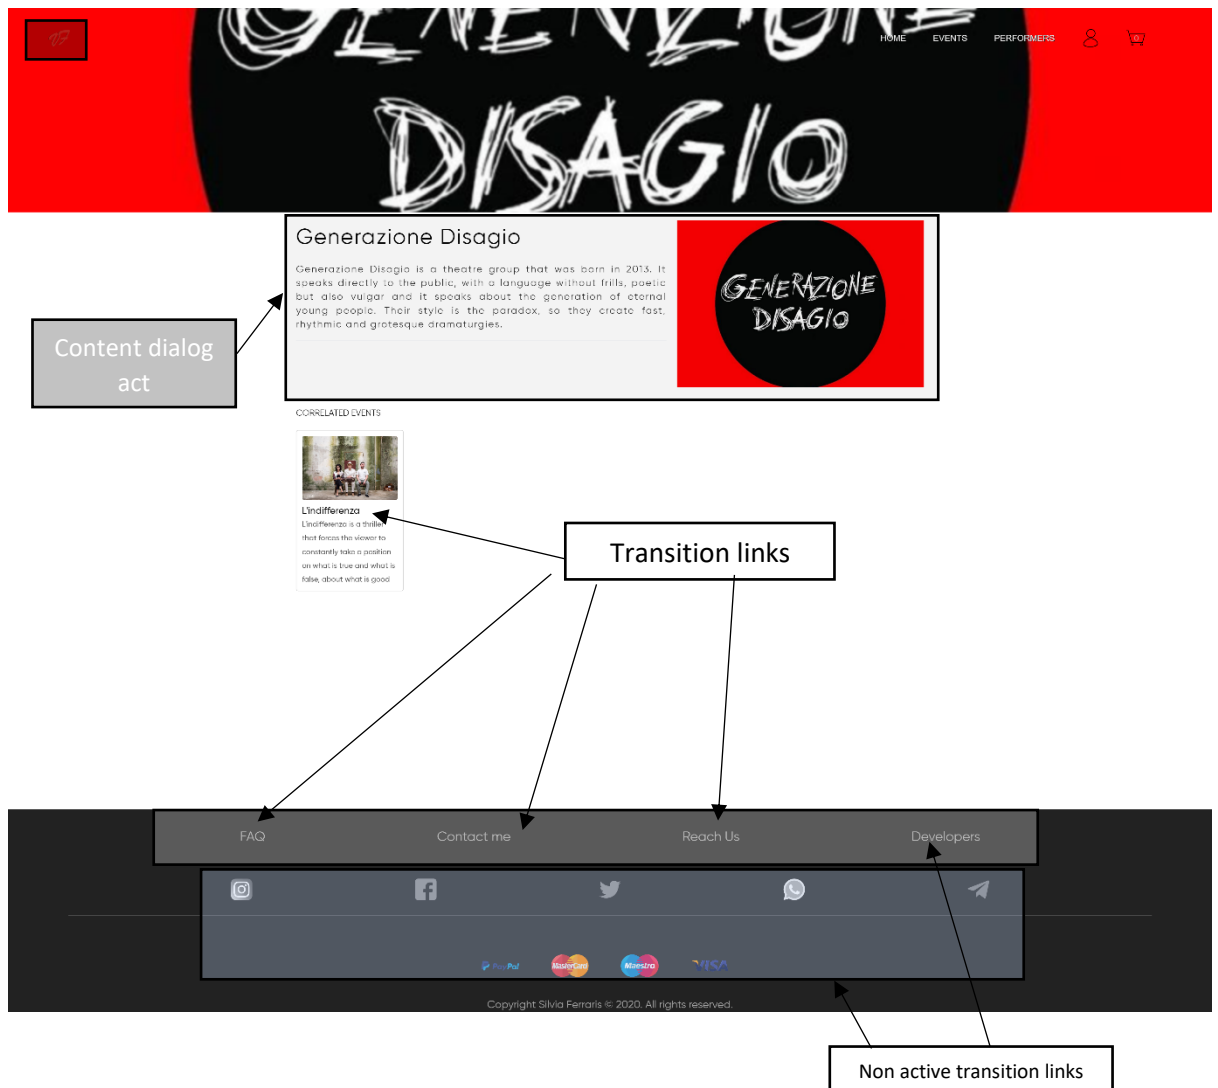 GENERAZIONE
VF
HOME EVENTS PERFORMERS 0
DISAGIO
Generazione Disagio
Generazione Disagio is a theatre group that was born in 2013. It
speaks directly to the public, with a language without frills, poetic
but also vulgar and it speaks about the generation of eternal
young people. Their style is the paradox, so they create fast,
rhythmic and grotesque dramaturgies.
GENERAZIONE
DISAGIO
Content dialog
act
CORRELATED EVENTS
L'indifferenza
L'indifferenza is a thriller
that forces the viewer to
constantly take a position
on what is true and what is
false, about what is good
Transition links
FAQ Contact me Reach Us Developers
PayPal MasterCard Maestro VISA
Copyright Silvia Ferraris © 2020. All rights reserved.
Non active transition links